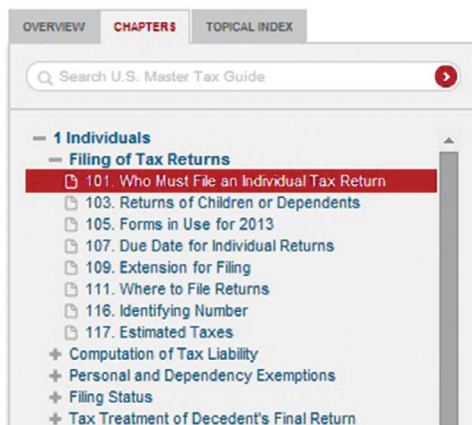 OVERVIEW CHAPTERS TOPICAL INDEX
Search U.S. Master Tax Guide
1 Individuals
Filing of Tax Returns
101. Who Must File an Individual Tax Return
103. Returns of Children or Dependents
105. Forms in Use for 2013
107. Due Date for Individual Returns
109. Extension for Filing
111. Where to File Returns
116. Identifying Number
117. Estimated Taxes
Computation of Tax Liability
Personal and Dependency Exemptions
Filing Status
Tax Treatment of Decedent's Final Return